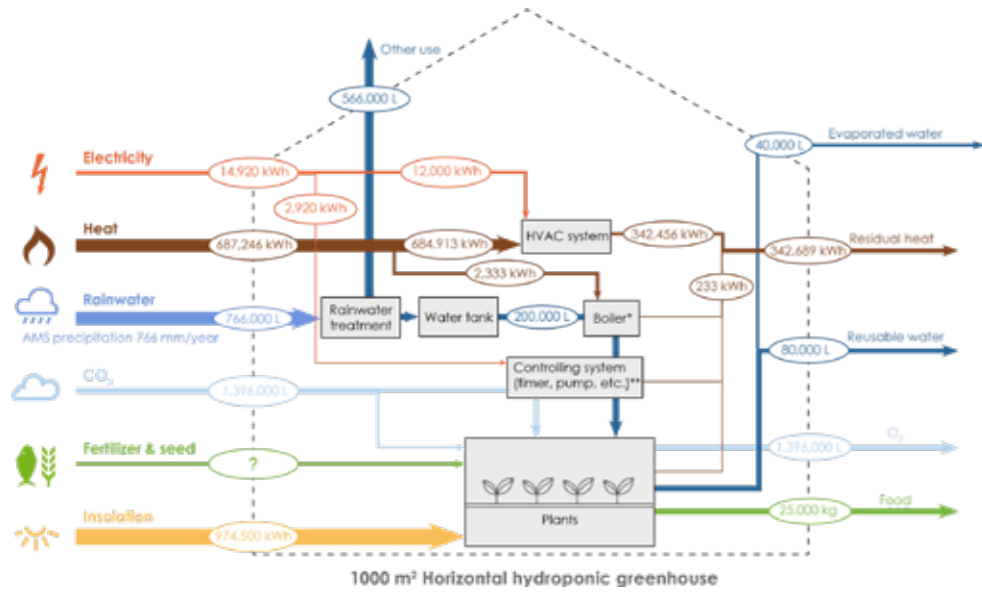 Other use
566,000 L
Evaporated water
40,000 L
Electricity
14,920 kWh
12,000 kWh
2,920 kWh
Heat
687,246 kWh
684,913 kWh
HVAC system
342,456 kWh
342,689 kWh
Residual heat
2,333 kWh
233 kWh
Rainwater
766,000 L
AMS precipitation 766 mm/year
Rainwater
treatment
Water tank
200,000 L
Boiler*
Reusable water
80,000 L
Controlling system
(timer, pump, etc.)**
CO₂
1,396,000 L
O₂
1,396,000 L
Fertilizer & seed
?
Plants
Food
25,000 kg
Insolation
974,500 kWh
1000 m² Horizontal hydroponic greenhouse